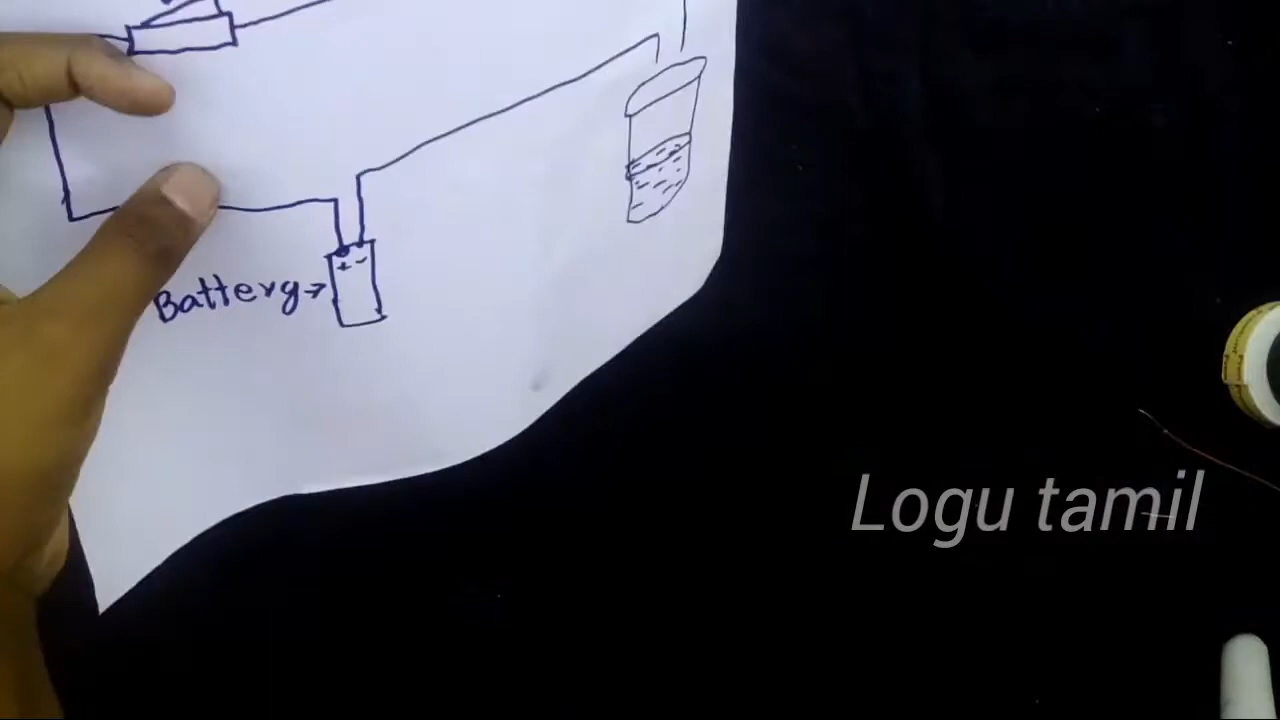 Battery→
+ -
Logu tamil